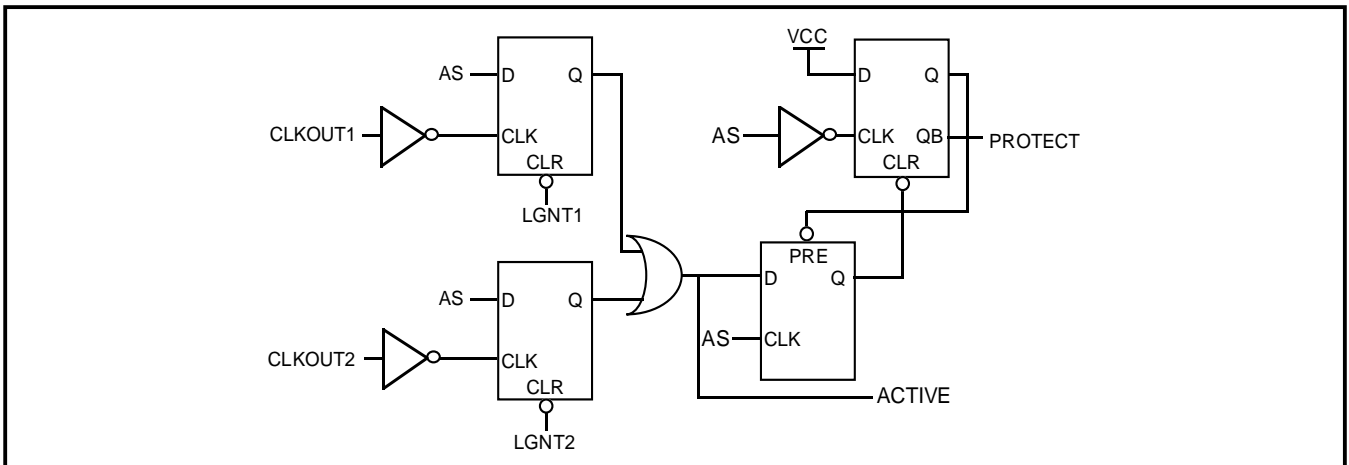 VCC
AS D Q
D Q
CLKOUT1 CLK
AS CLK QB PROTECT
CLR
CLR
LGNT1
PRE
AS D Q
D Q
AS CLK
CLKOUT2 CLK
CLR
ACTIVE
LGNT2